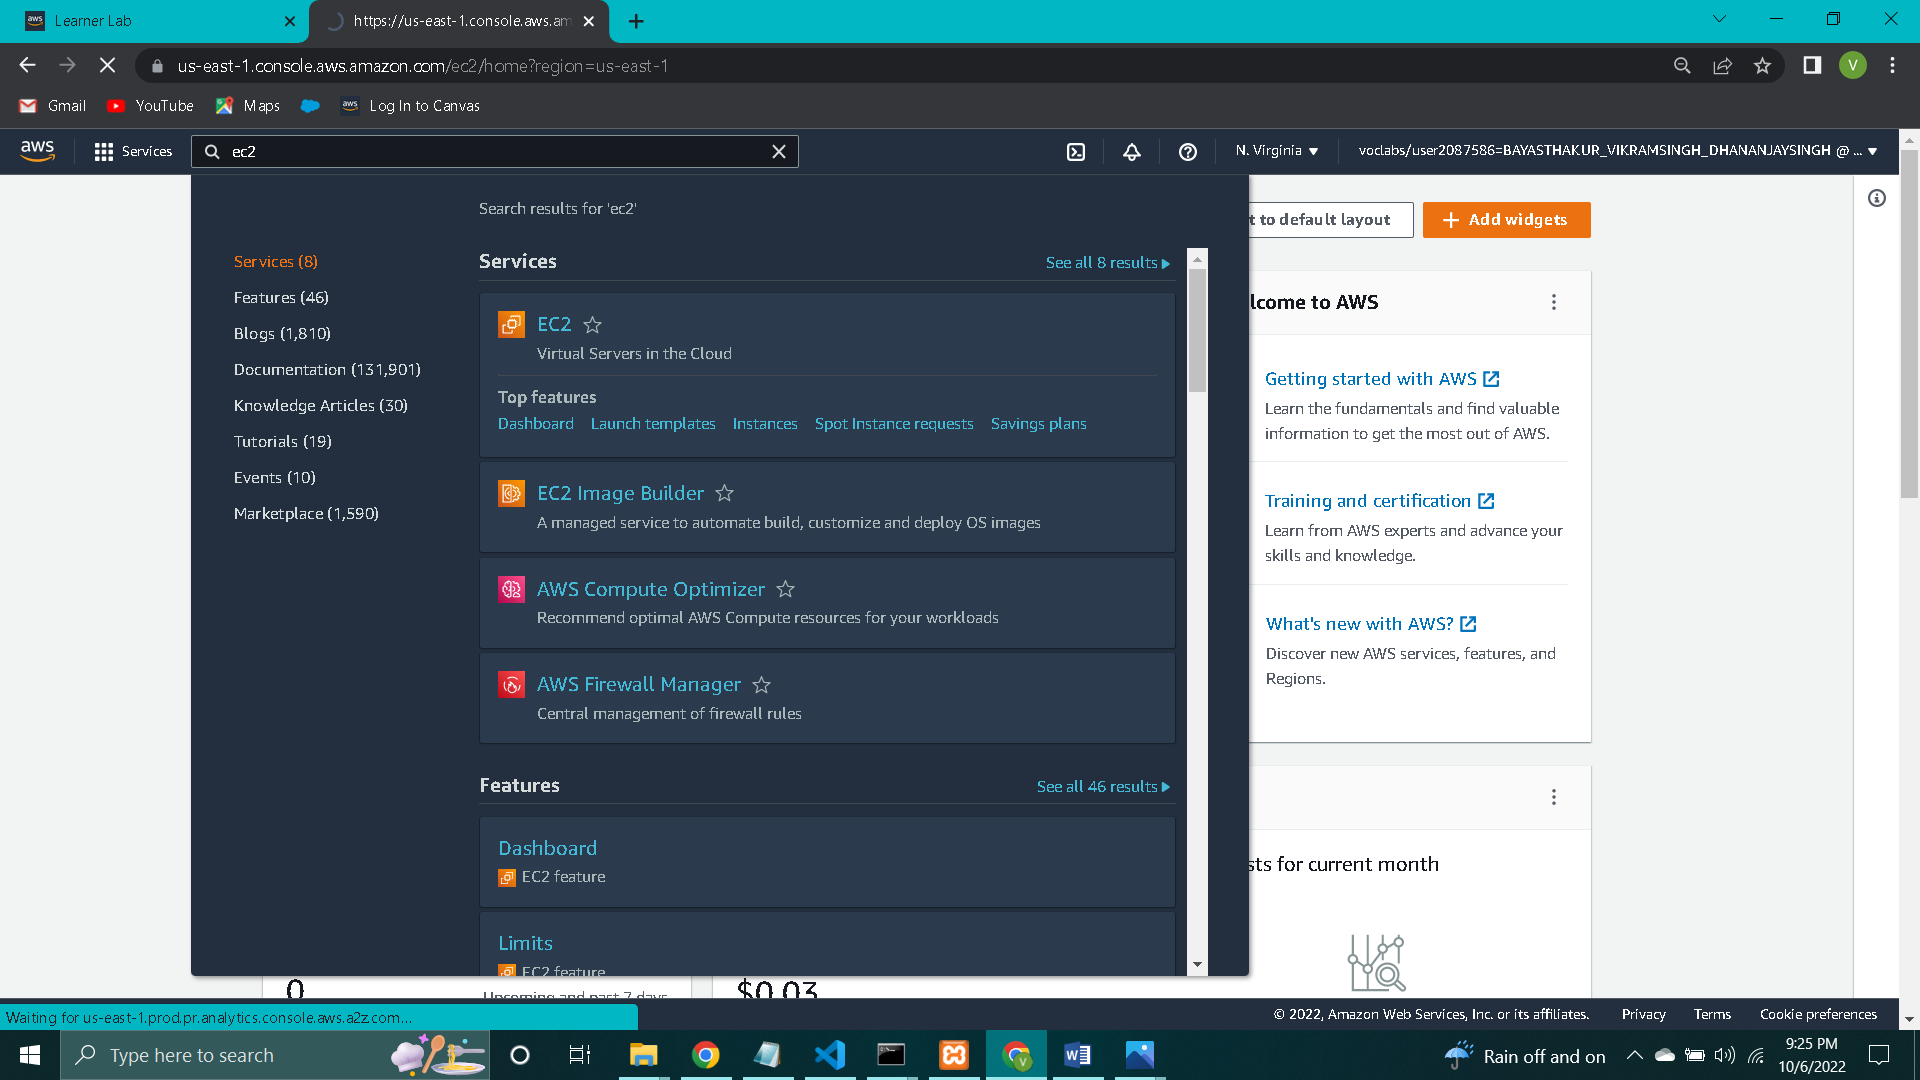 Learner Lab
https://us-east-1.console.aws.am
us-east-1.console.aws.amazon.com/ec2/home?region=us-east-1
V
Gmail
YouTube
Maps
aws
Log In to Canvas
aws
Services
ec2
N. Virginia
voclabs/user2087586=BAYASTHAKUR_VIKRAMSINGH_DHANANJAYSINGH @ ...
Search results for 'ec2'
Services (8)
Features (46)
Blogs (1,810)
Documentation (131,901)
Knowledge Articles (30)
Tutorials (19)
Events (10)
Marketplace (1,590)
Services
See all 8 results
EC2
Virtual Servers in the Cloud
Top features
Dashboard
Launch templates
Instances
Spot Instance requests
Savings plans
EC2 Image Builder
A managed service to automate build, customize and deploy OS images
AWS Compute Optimizer
Recommend optimal AWS Compute resources for your workloads
AWS Firewall Manager
Central management of firewall rules
Features
See all 46 results
Dashboard
EC2 feature
Limits
EC2 feature
t to default layout
Add widgets
lcome to AWS
Getting started with AWS
Learn the fundamentals and find valuable
information to get the most out of AWS.
Training and certification
Learn from AWS experts and advance your
skills and knowledge.
What's new with AWS?
Discover new AWS services, features, and
Regions.
sts for current month
0
Upcoming and past 7 days
$0.03
Waiting for us-east-1.prod.pr.analytics.console.aws.a2z.com...
© 2022, Amazon Web Services, Inc. or its affiliates.
Privacy
Terms
Cookie preferences
Type here to search
Rain off and on
9:25 PM
10/6/2022